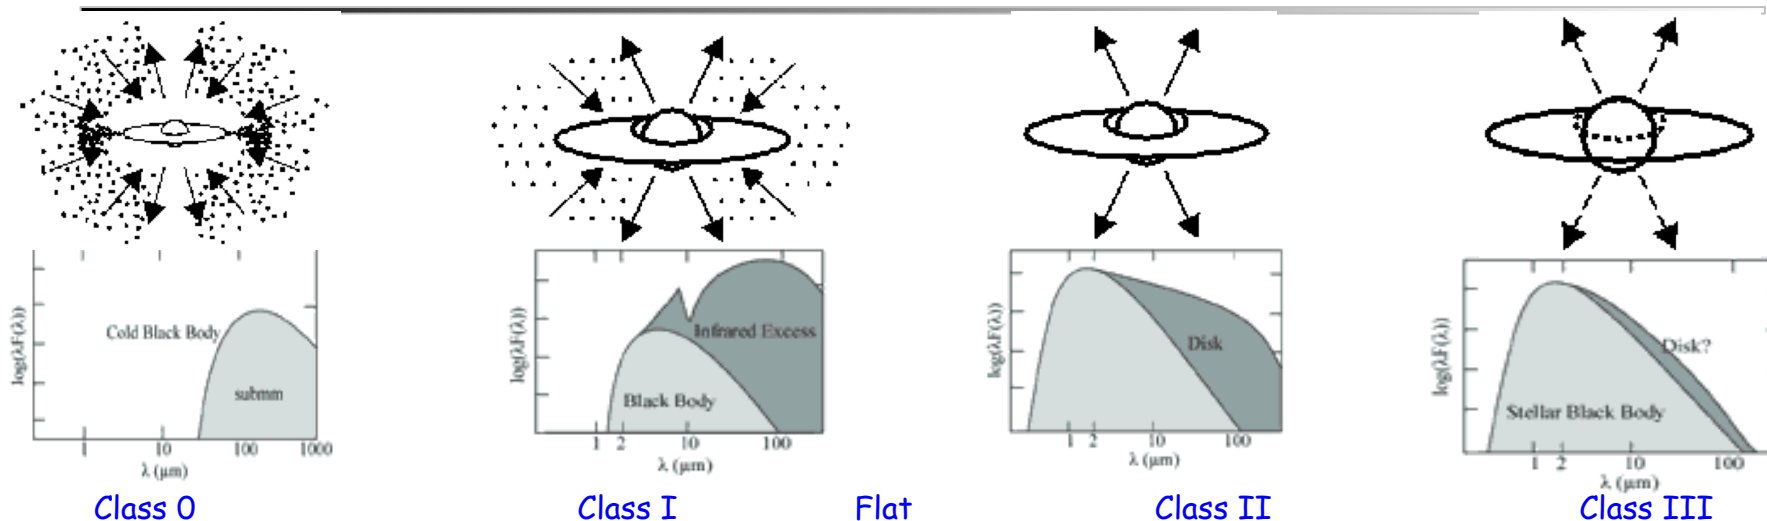 log(λF(λ))
Cold Black Body
submm
1 10 100 1000
λ (μm)
Class 0
log(λF(λ))
Infrared Excess
Black Body
1 2 10 100
λ (μm)
Class I
Flat
log(λF(λ))
Disk
1 2 10 100
λ (μm)
Class II
log(λF(λ))
Disk?
Stellar Black Body
1 2 10 100
λ (μm)
Class III